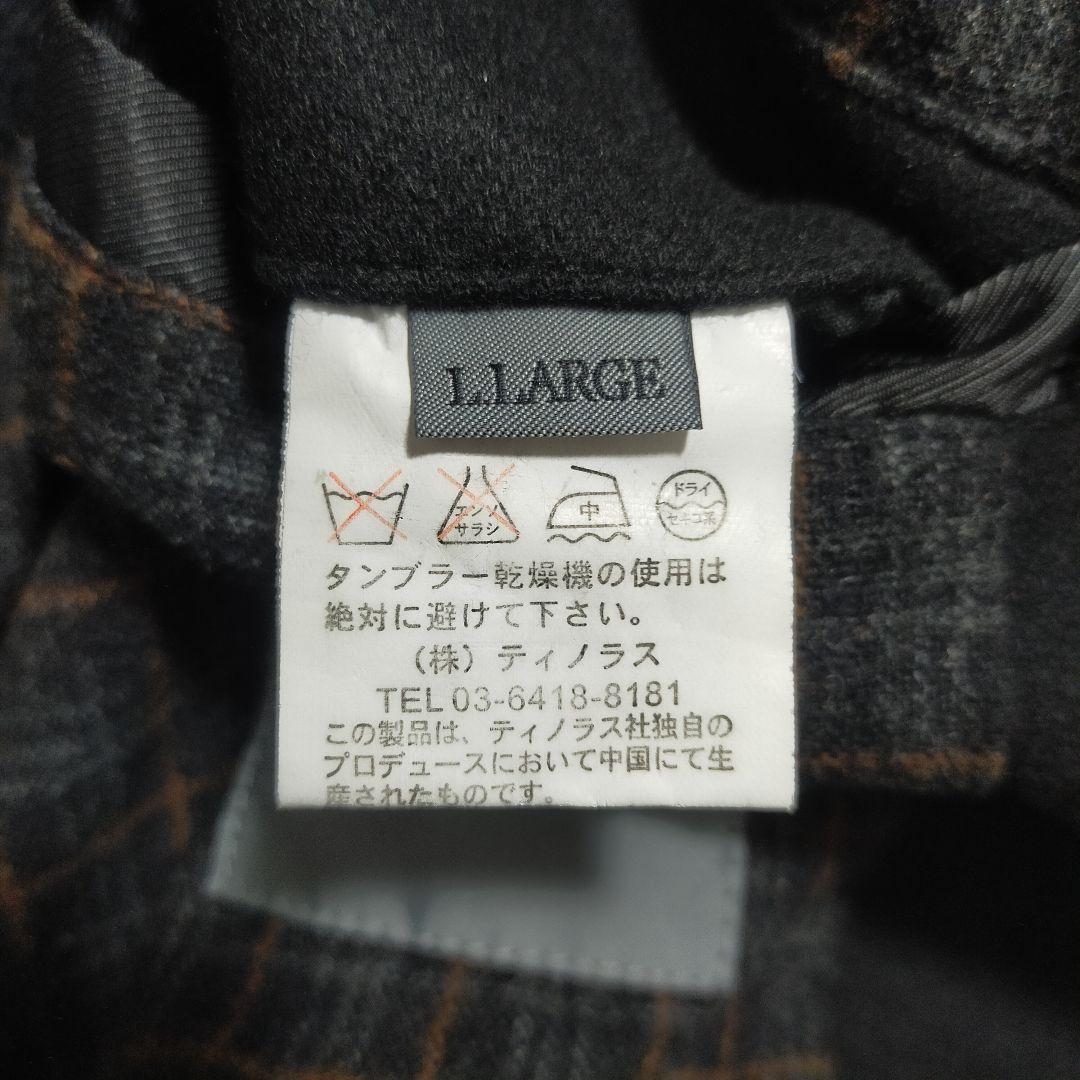 L.LARGE
エンソ
サラシ
中
ドライ
セキユ系
タンブラー乾燥機の使用は
絶対に避けて下さい。
(株) ティノラス
TEL 03-6418-8181
この製品は、ティノラス社独自の
プロデュースにおいて中国にて生
産されたものです。